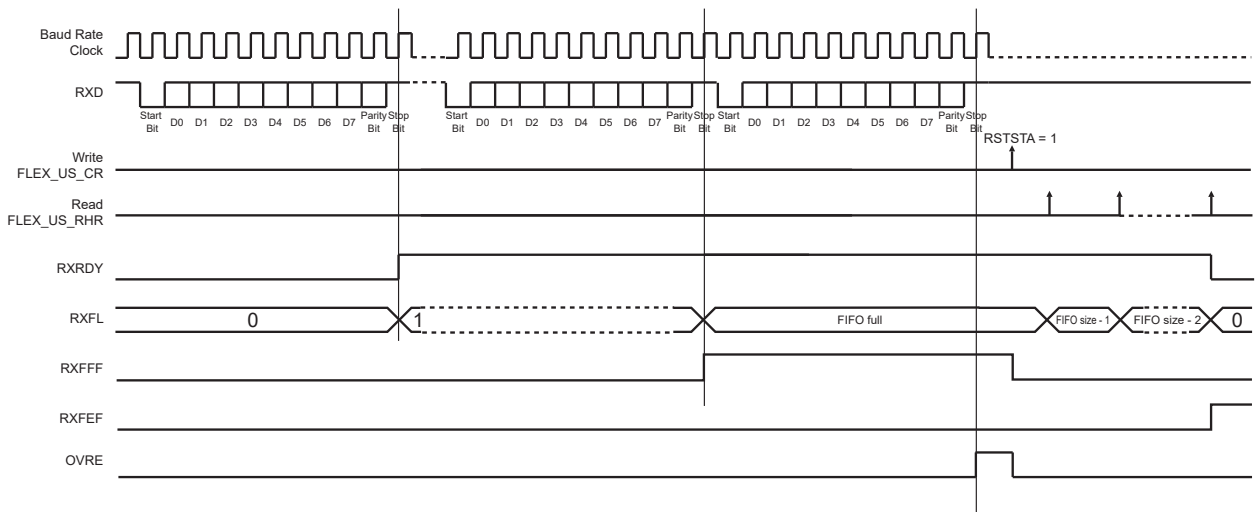 Baud Rate
Clock
RXD
Start
Bit
D0
D1
D2
D3
D4
D5
D6
D7
Parity
Bit
Stop
Bit
Start
Bit
D0
D1
D2
D3
D4
D5
D6
D7
Parity
Bit
Stop
Bit
Start
Bit
D0
D1
D2
D3
D4
D5
D6
D7
Parity
Bit
Stop
Bit
RSTSTA = 1
Write
FLEX_US_CR
Read
FLEX_US_RHR
RXRDY
RXFL
0
1
FIFO full
FIFO size - 1
FIFO size - 2
0
RXFFF
RXFEF
OVRE